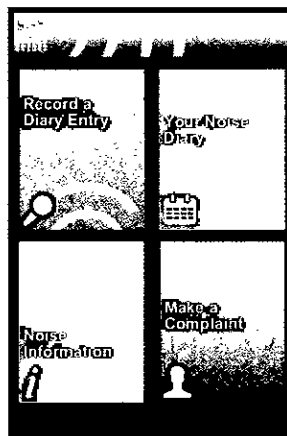 Record a
Diary Entry
Your Noise
Diary
Noise
Information
Make a
Complaint